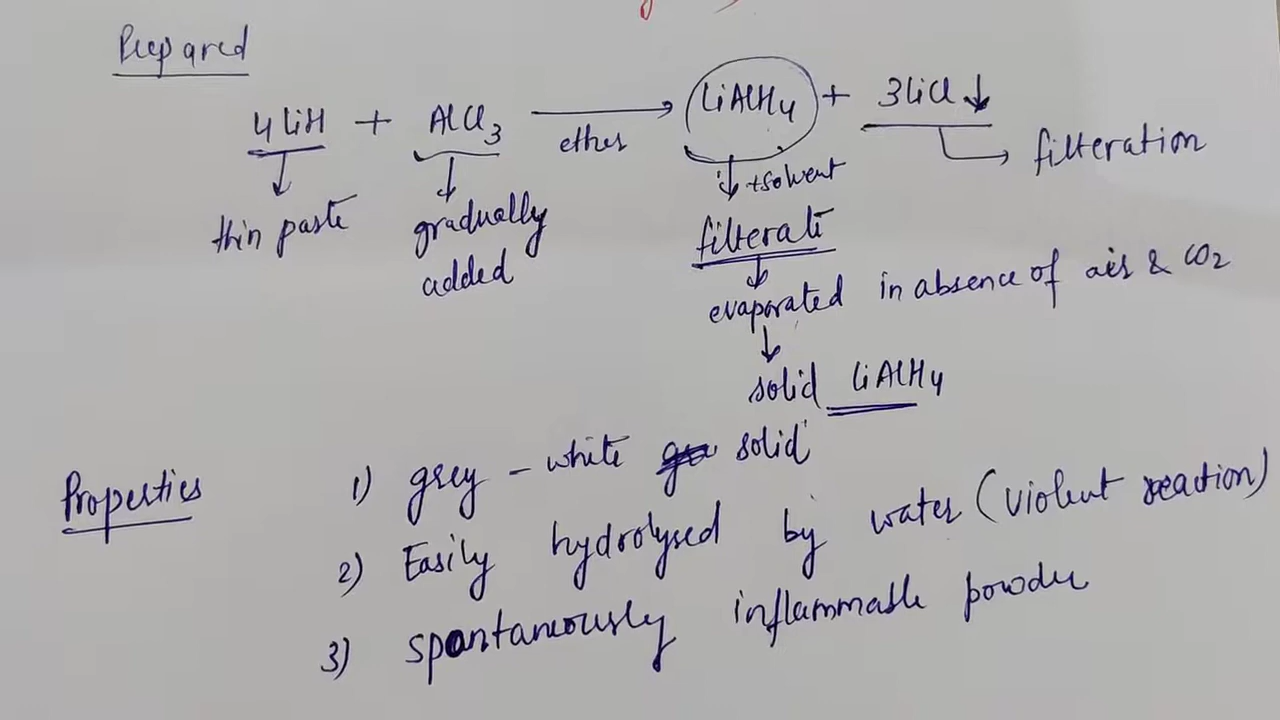 Prepared
4LiH + AlCl3 ether LiAlH4 + 3LiCl↓
thin paste
gradually added
+solvent
filteration
filterate
evaporated in absence of air & CO2
solid LiAlH4
Properties
1) grey - white solid
2) Easily hydrolysed by water (violent reaction)
3) spontaneously inflammable powder